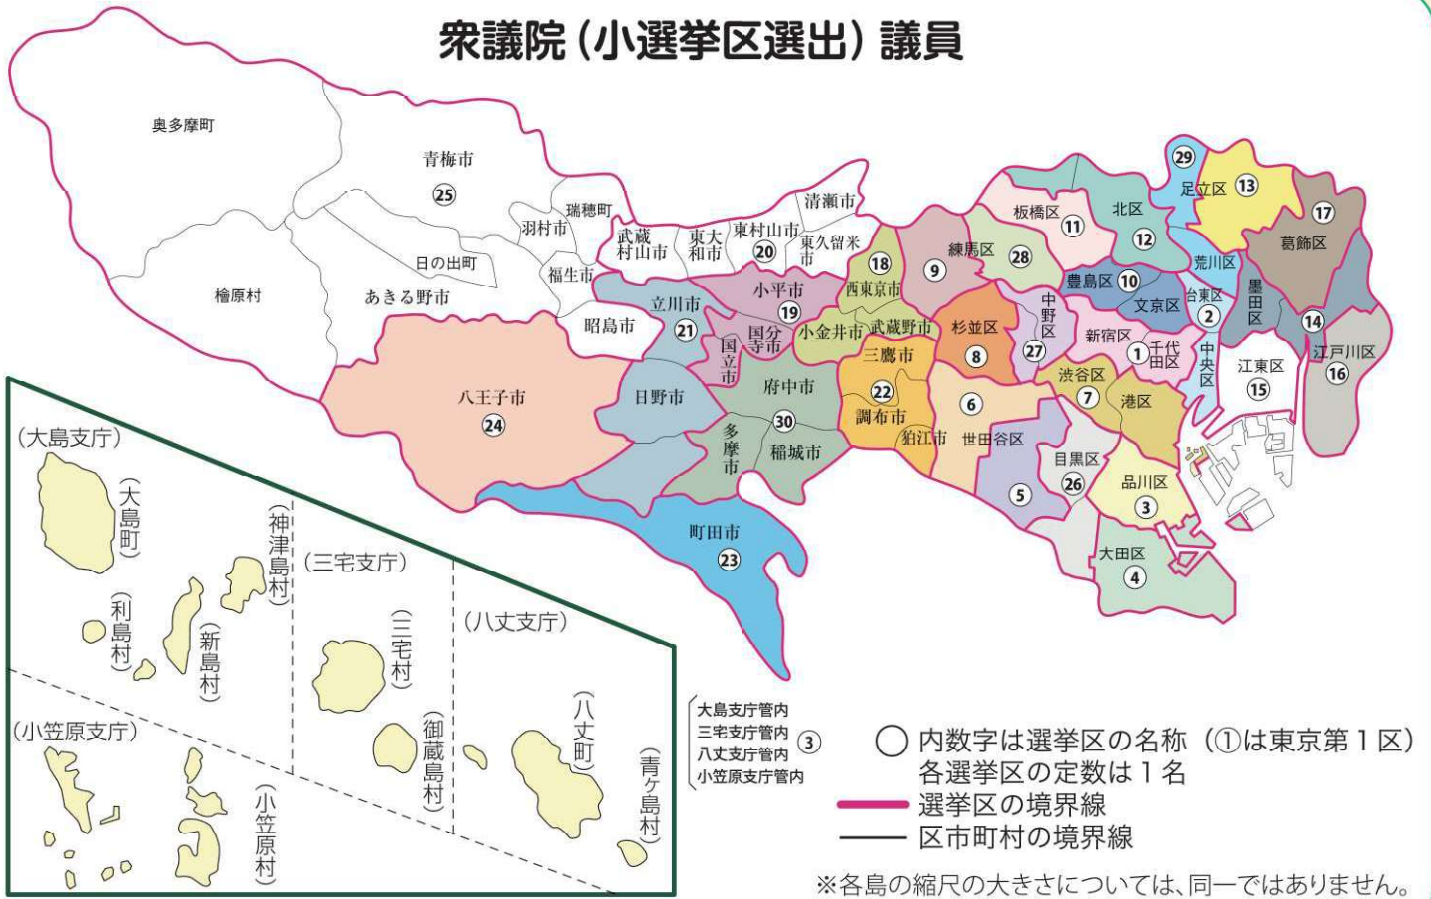 衆議院（小選挙区選出）議員
奥多摩町
青梅市
㉕
檜原村
日の出町
あきる野市
羽村市
瑞穂町
福生市
昭島市
武蔵
村山市
東大
和市
東村山市
⑳
清瀬市
東久留米
市
立川市
㉑
小平市
⑲
国分
寺市
国立市
⑱
西東京市
小金井市
武蔵野市
八王子市
㉔
日野市
府中市
㉚
多摩市
稲城市
三鷹市
㉒
調布市
狛江市
町田市
㉓
練馬区
⑨
㉘
板橋区
⑪
北区
⑫
㉙
足立区
⑬
⑰
葛飾区
荒川区
豊島区
⑩
文京区
台東区
②
墨田区
⑭
江戸川区
⑯
江東区
⑮
杉並区
⑧
中野区
㉗
新宿区
①
千代
田区
中央区
渋谷区
⑦
港区
⑥
世田谷区
⑤
目黒区
㉖
品川区
③
大田区
④
（大島支庁）
（大島町）
（利島村）
（新島村）
（神津島村）
（三宅支庁）
（三宅村）
（御蔵島村）
（八丈支庁）
（八丈町）
（青ヶ島村）
（小笠原支庁）
（小笠原村）
大島支庁管内
三宅支庁管内
八丈支庁管内
小笠原支庁管内
③
○内数字は選挙区の名称（①は東京第１区）
各選挙区の定数は１名
選挙区の境界線
区市町村の境界線
※各島の縮尺の大きさについては、同一ではありません。